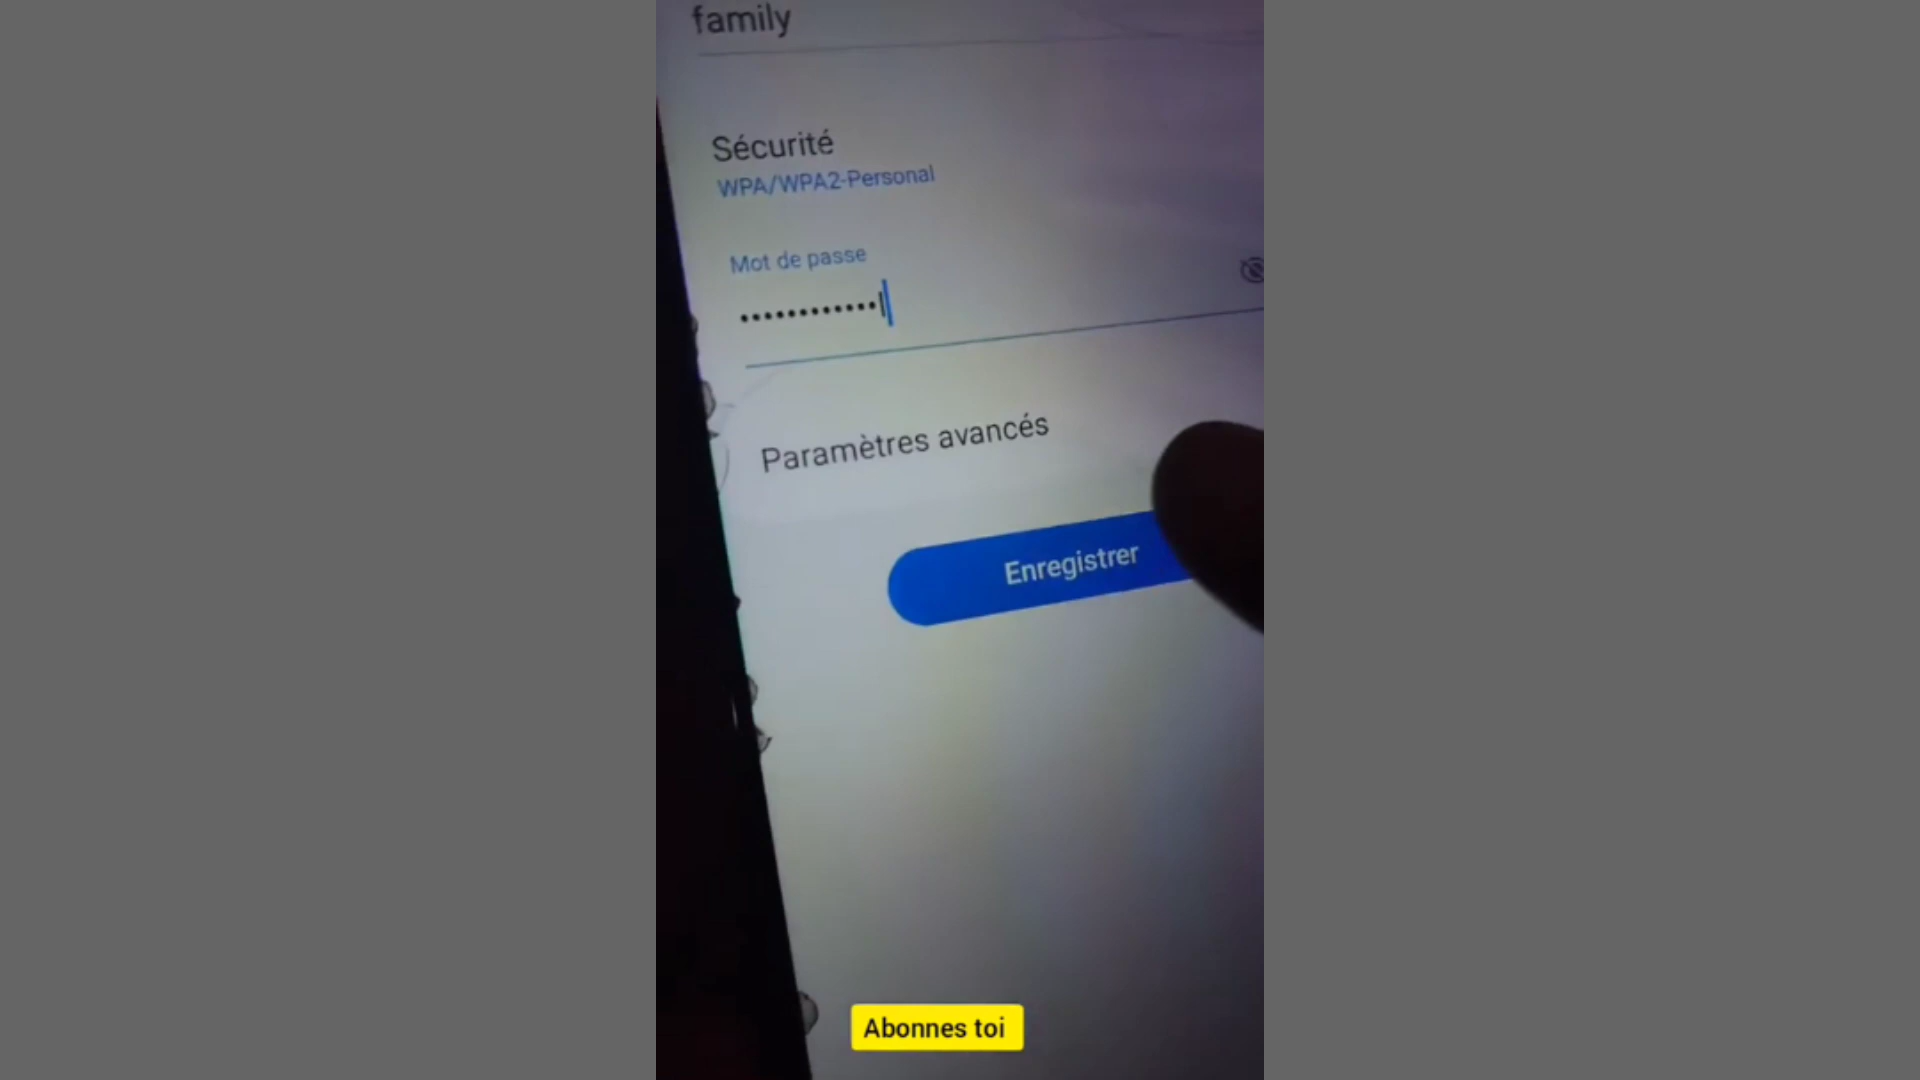 family
Sécurité
WPA/WPA2-Personal
Mot de passe
••••••••••••
Paramètres avancés
Enregistrer
Abonnes toi